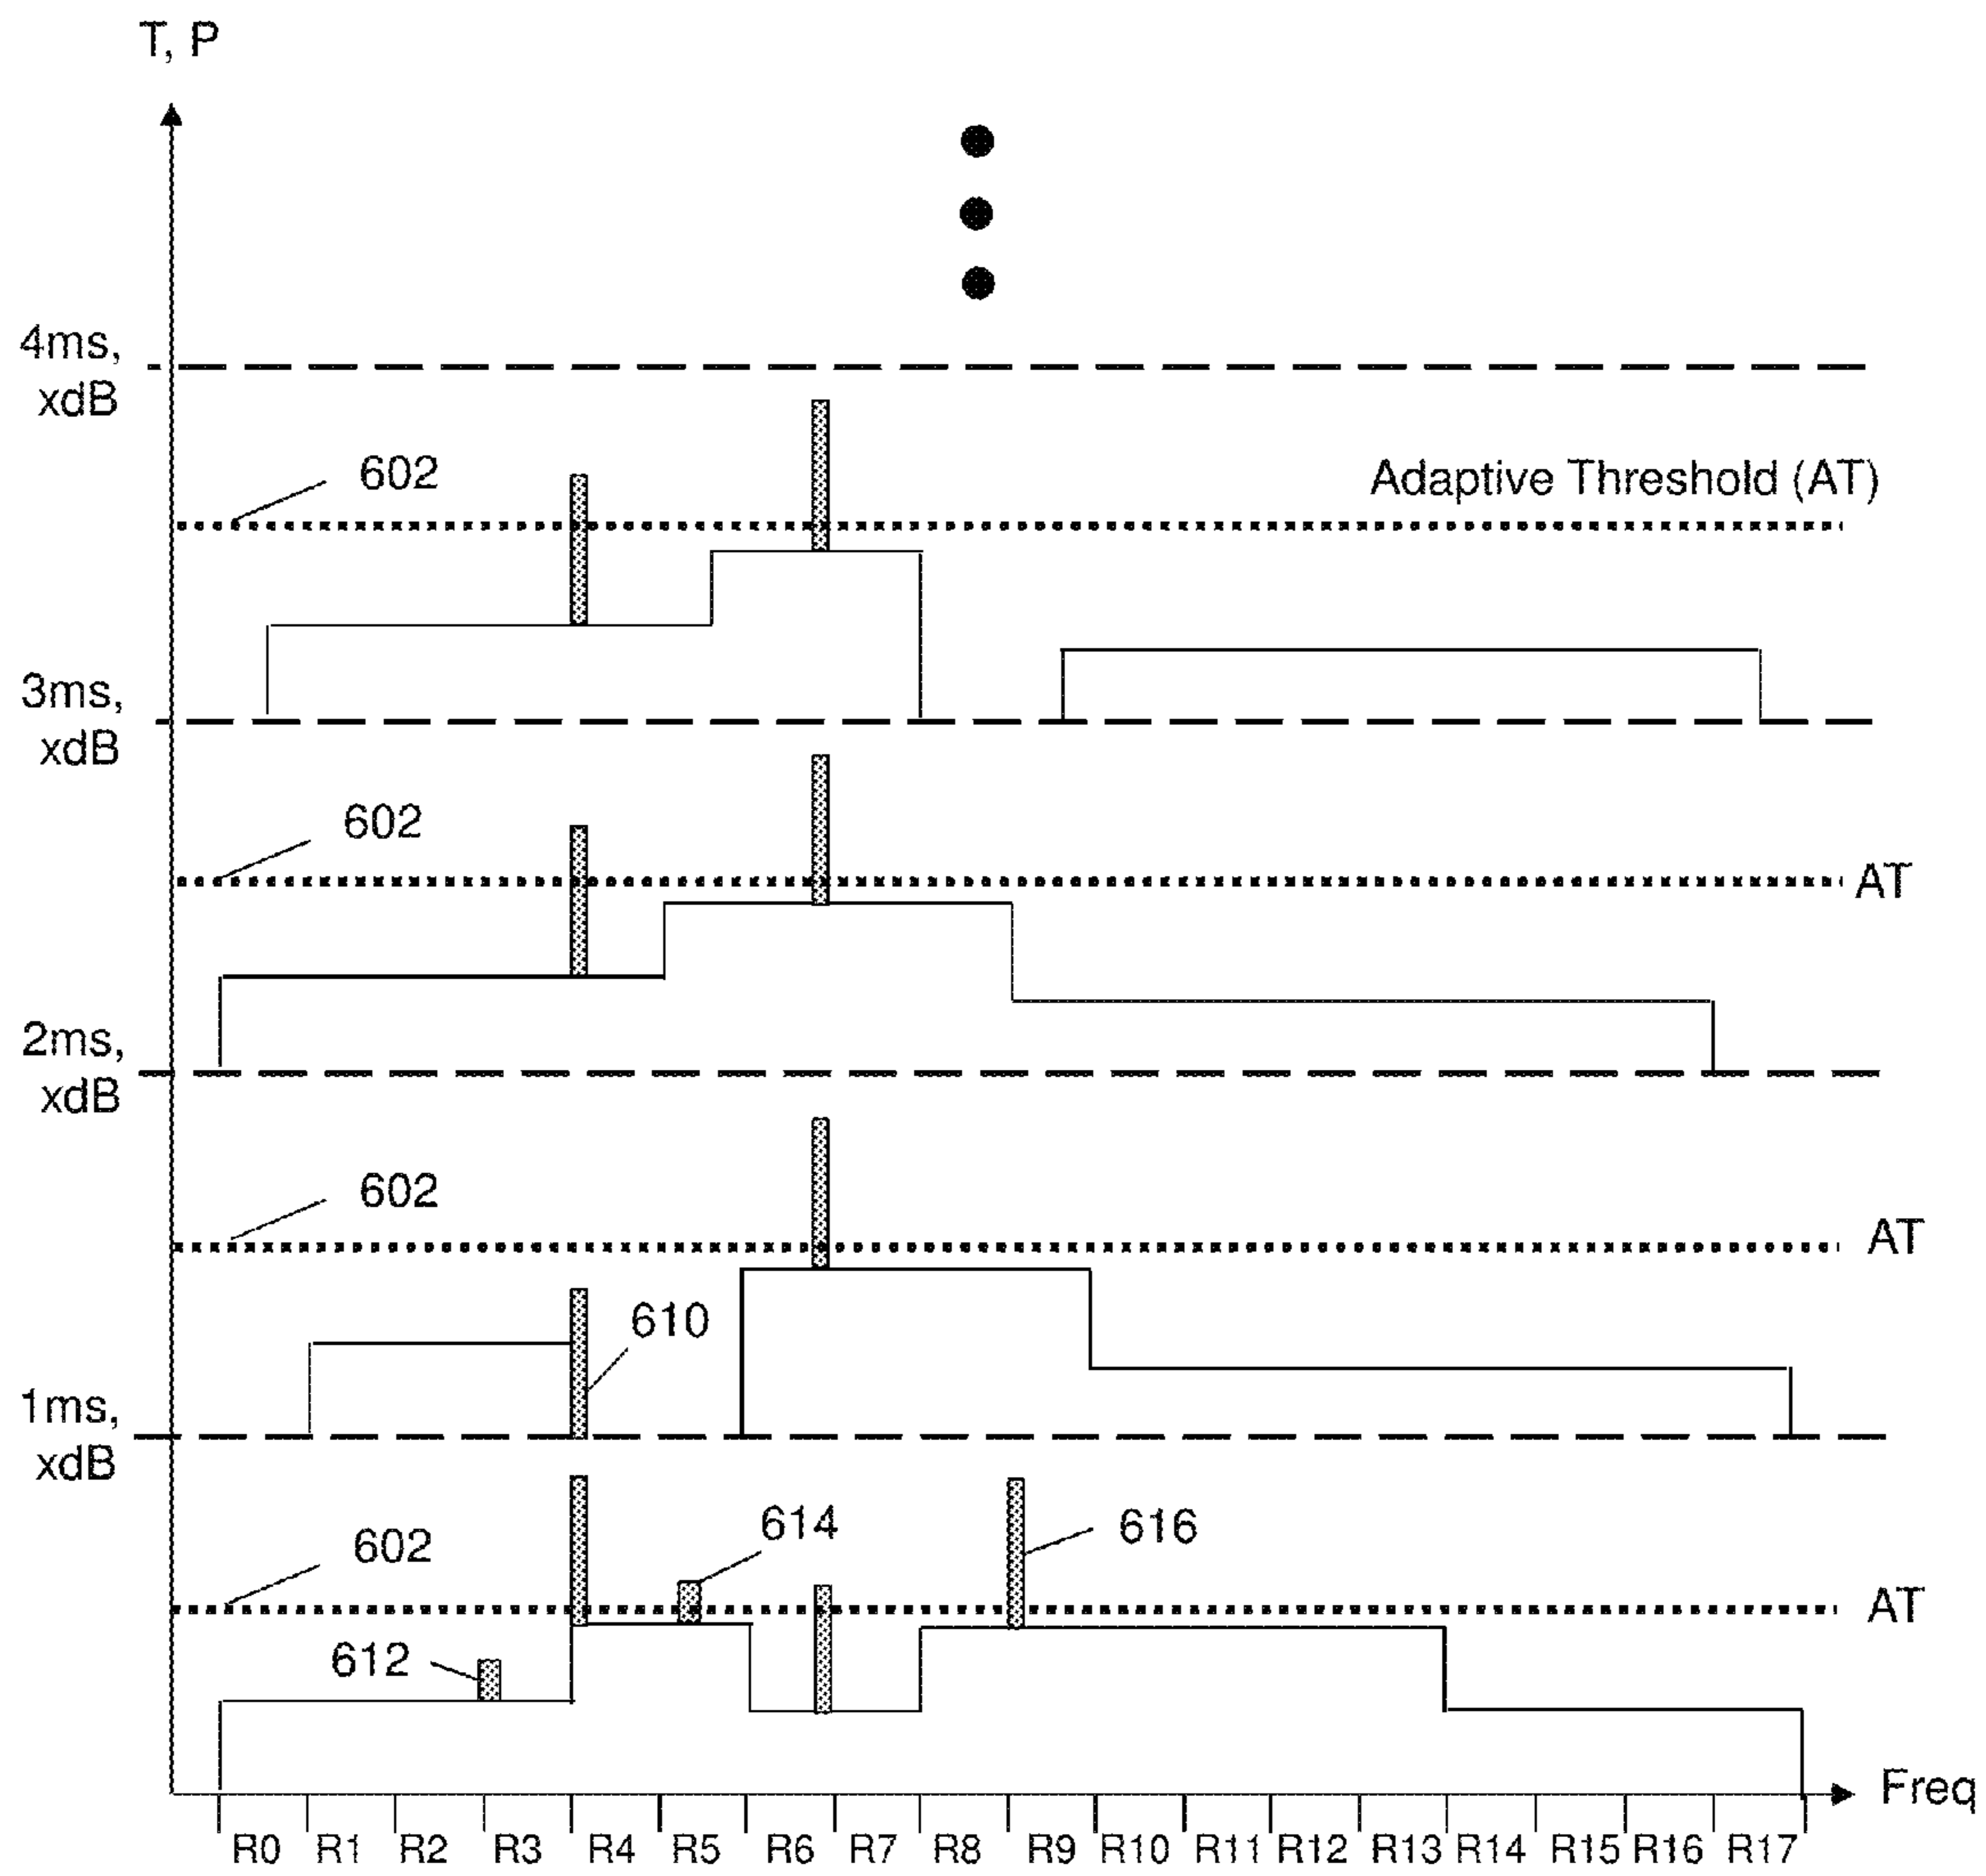 T, P
4ms,
xdB
602
Adaptive Threshold (AT)
3ms,
xdB
602
AT
2ms,
xdB
602
AT
610
1ms,
xdB
602
614
616
AT
612
Freq
R0 R1 R2 R3 R4 R5 R6 R7 R8 R9 R10 R11 R12 R13 R14 R15 R16 R17